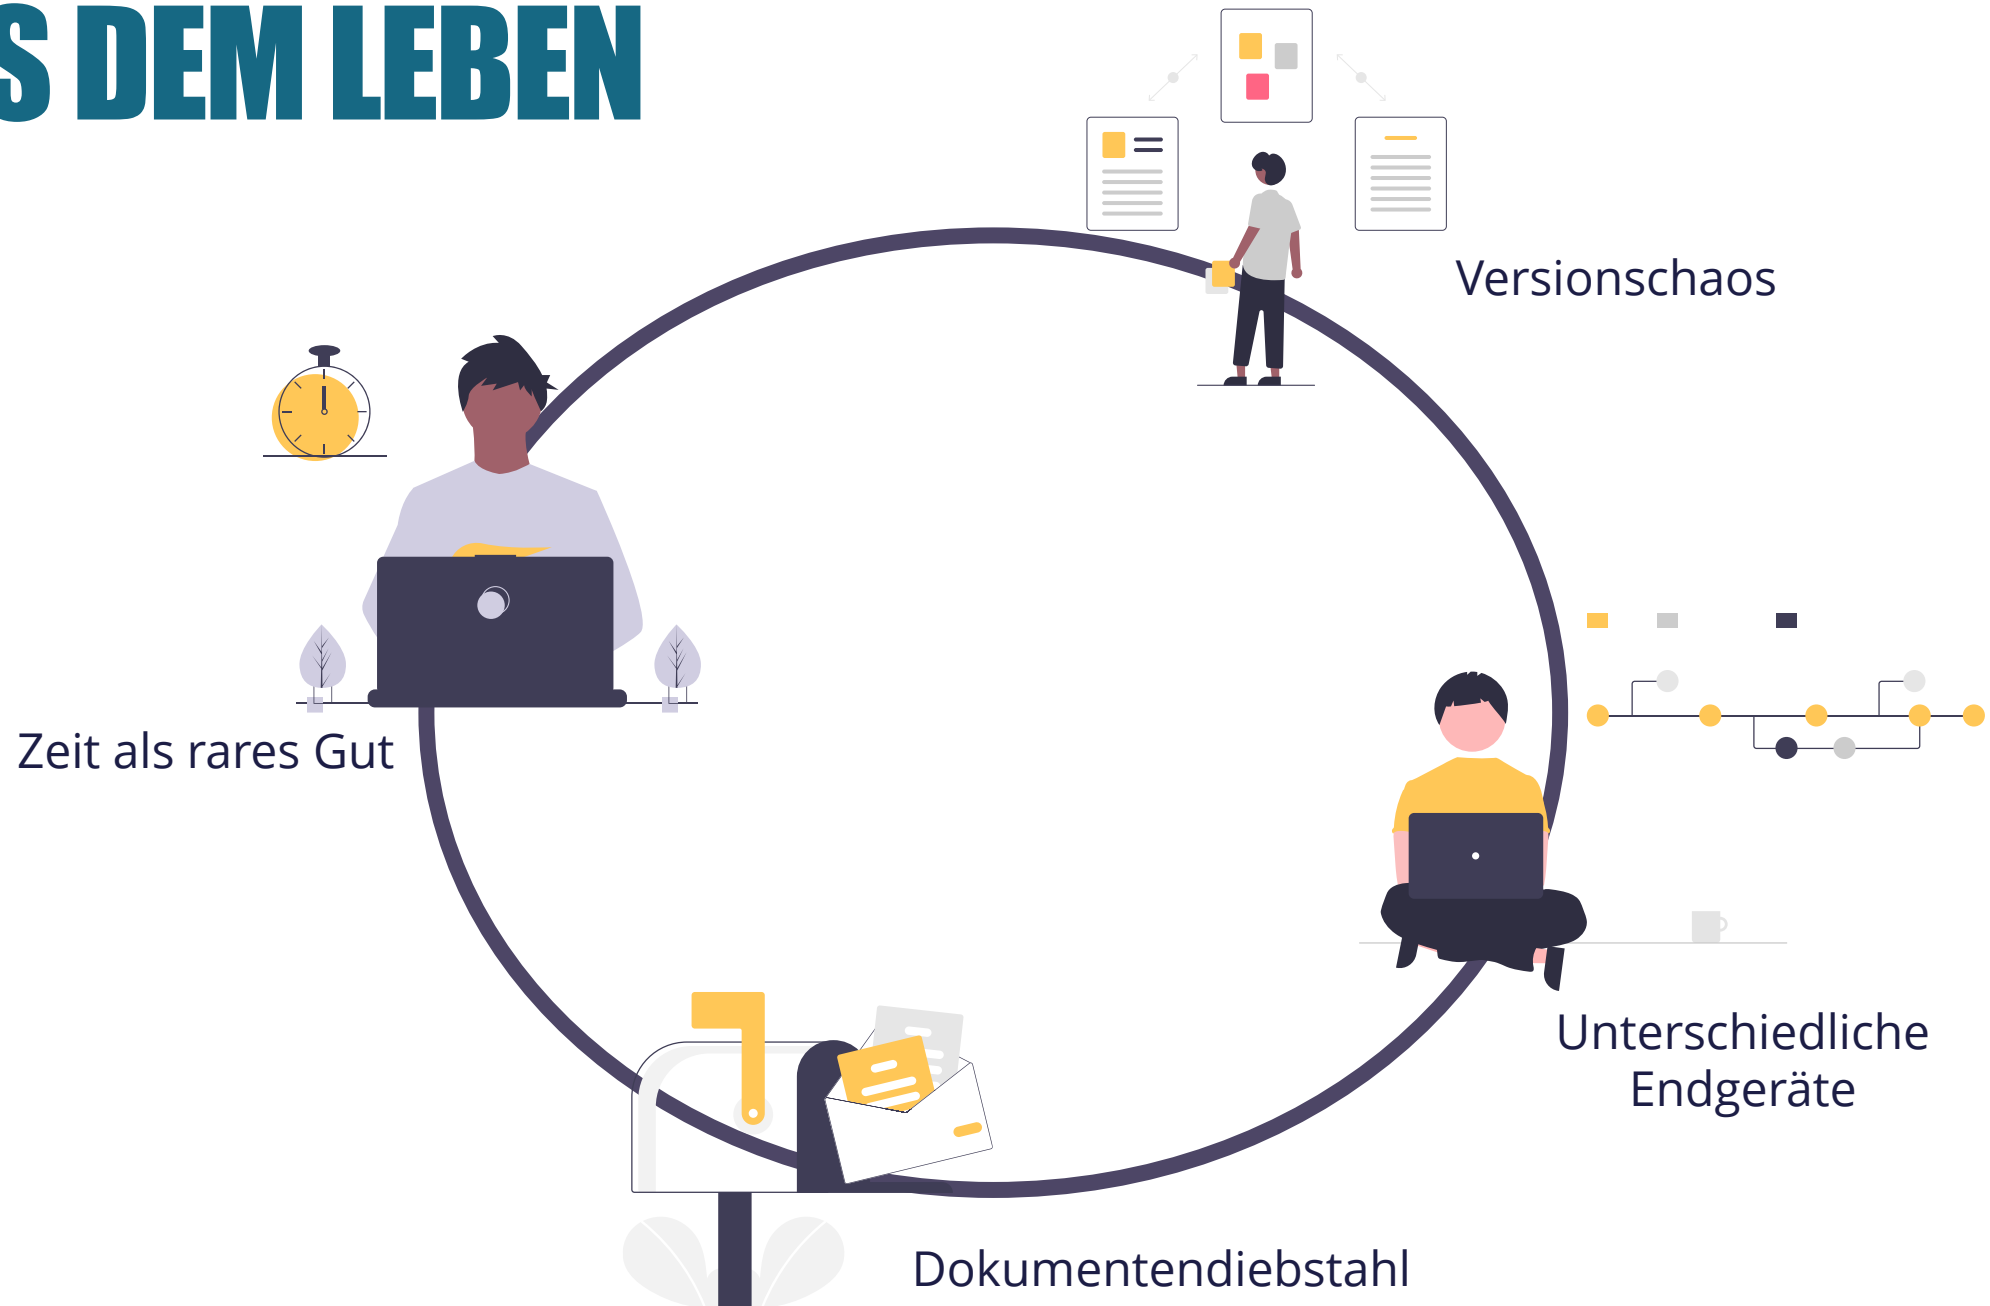 S DEM LEBEN
Versionschaos
Zeit als rares Gut
Unterschiedliche
Endgeräte
Dokumentendiebstahl